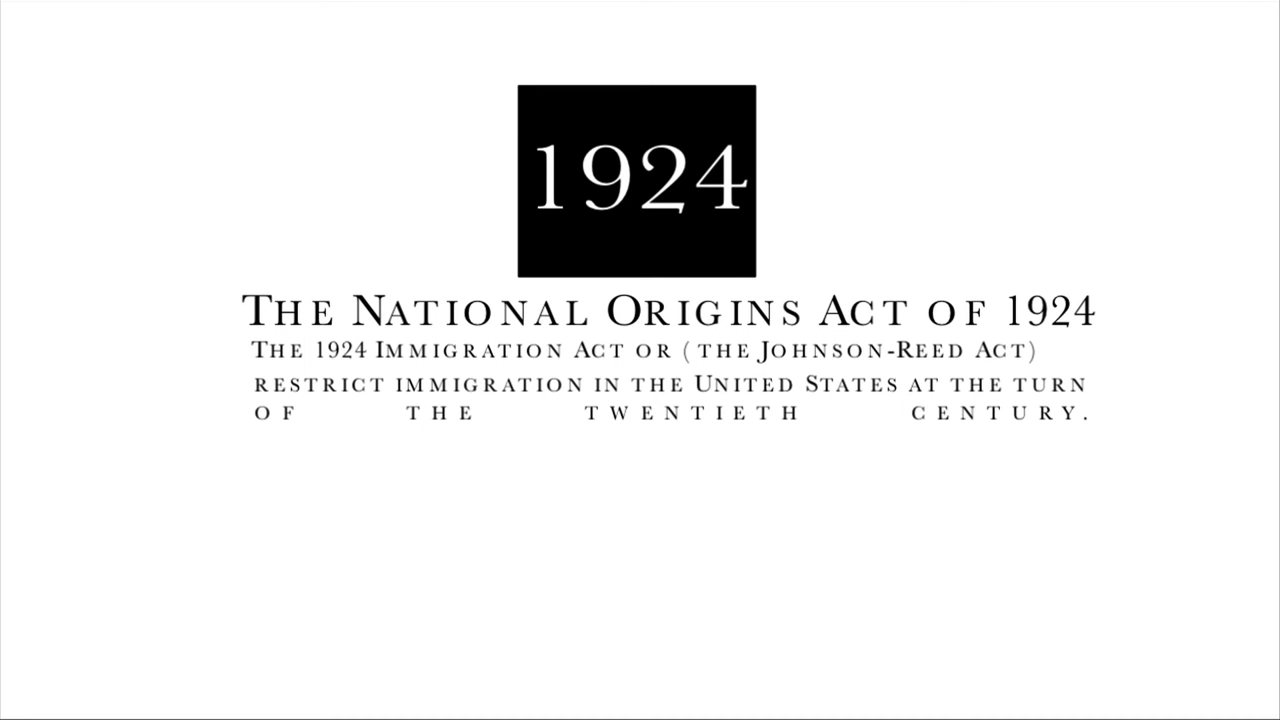 1924
The National Origins Act of 1924
The 1924 Immigration Act or (the Johnson-Reed Act)
restrict immigration in the United States at the turn
of the twentieth century.